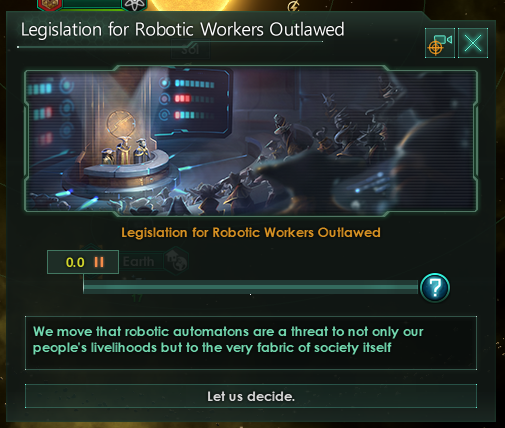 Legislation for Robotic Workers Outlawed
Legislation for Robotic Workers Outlawed
0.0
Earth
?
We move that robotic automatons are a threat to not only our
people's livelihoods but to the very fabric of society itself
Let us decide.